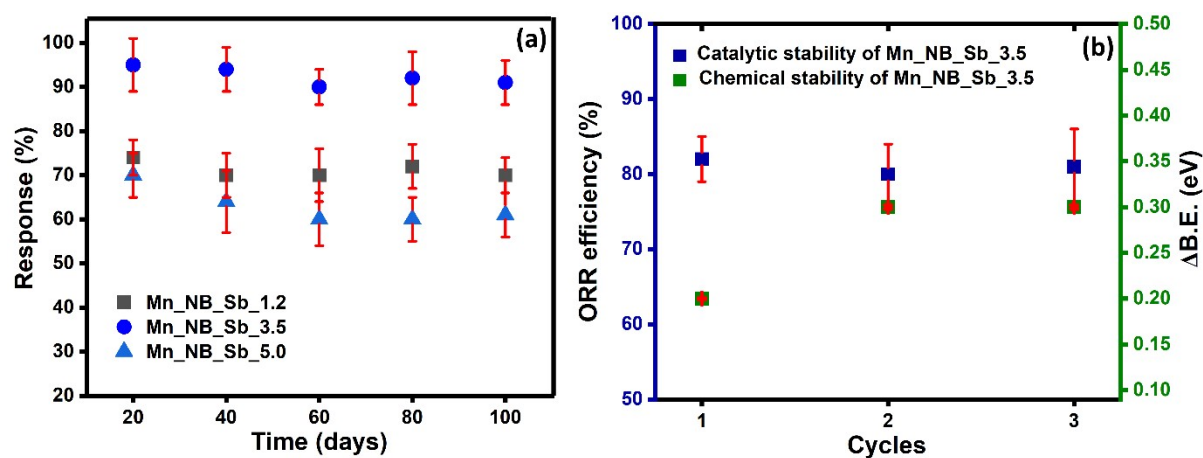 (a)
Response (%)
100
90
80
70
60
50
40
30
20
Mn_NB_Sb_1.2
Mn_NB_Sb_3.5
Mn_NB_Sb_5.0
20 40 60 80 100
Time (days)
(b)
ORR efficiency (%)
100
90
80
70
60
50
Catalytic stability of Mn_NB_Sb_3.5
Chemical stability of Mn_NB_Sb_3.5
1 2 3
Cycles
0.50
0.45
0.40
0.35
0.30
0.25
0.20
0.15
0.10
ΔB.E. (eV)